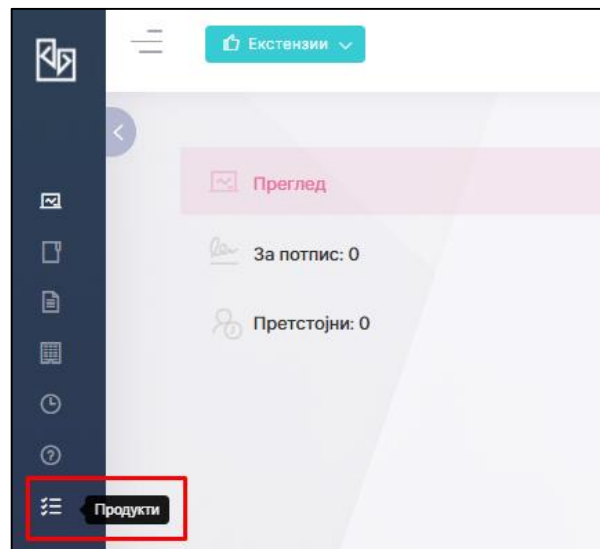 Екстензии
Преглед
За потпис: 0
Претстојни: 0
Продукти